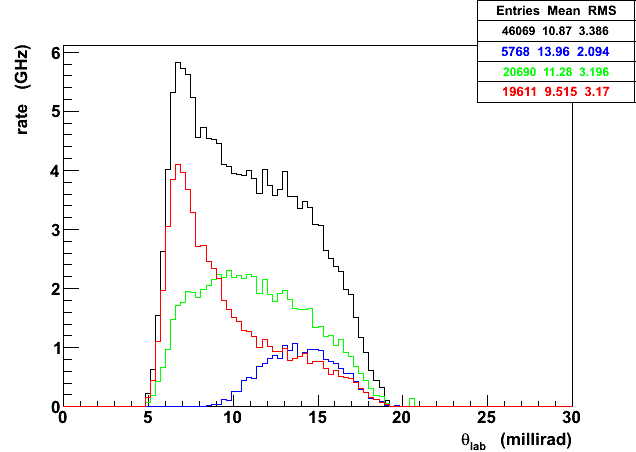 Entries Mean RMS
46069 10.87 3.386
5768 13.96 2.094
20690 11.28 3.196
19611 9.515 3.17
rate (GHz)
6
5
4
3
2
1
0
0 5 10 15 20 25 30
θlab (millirad)